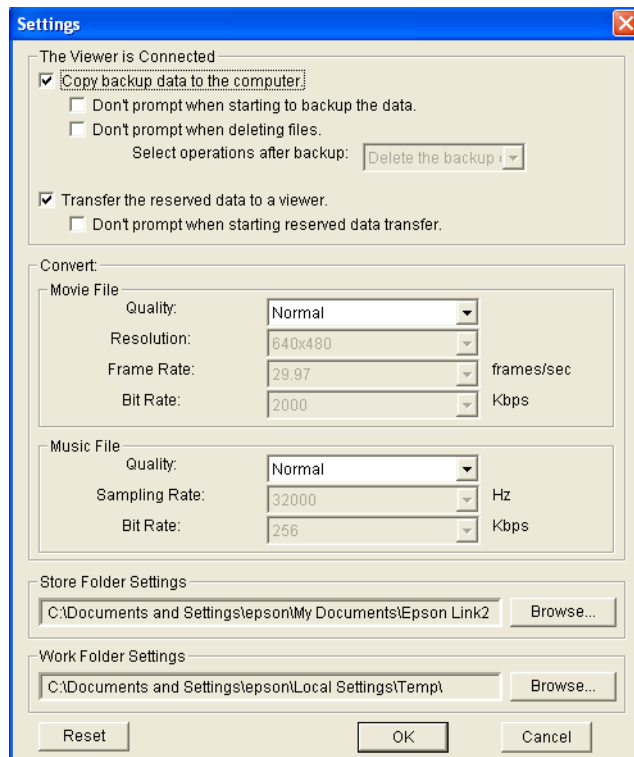 Settings
The Viewer is Connected
Copy backup data to the computer.
Don't prompt when starting to backup the data.
Don't prompt when deleting files.
Select operations after backup: Delete the backup
Transfer the reserved data to a viewer.
Don't prompt when starting reserved data transfer.
Convert:
Movie File
Quality: Normal
Resolution: 640x480
Frame Rate: 29.97 frames/sec
Bit Rate: 2000 Kbps
Music File
Quality: Normal
Sampling Rate: 32000 Hz
Bit Rate: 256 Kbps
Store Folder Settings
C:\Documents and Settings\epson\My Documents\Epson Link2 Browse...
Work Folder Settings
C:\Documents and Settings\epson\Local Settings\Temp\ Browse...
Reset OK Cancel